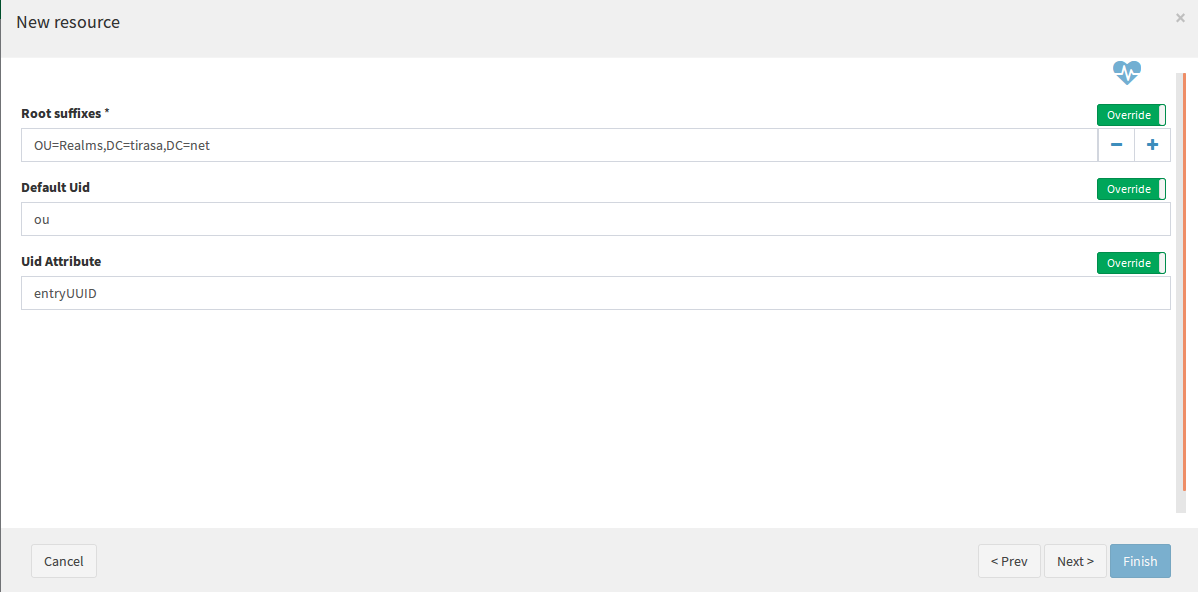 New resource ×
Root suffixes *
Override
OU=Realms,DC=tirasa,DC=net
Default Uid
Override
ou
Uid Attribute
Override
entryUUID
Cancel
< Prev
Next >
Finish